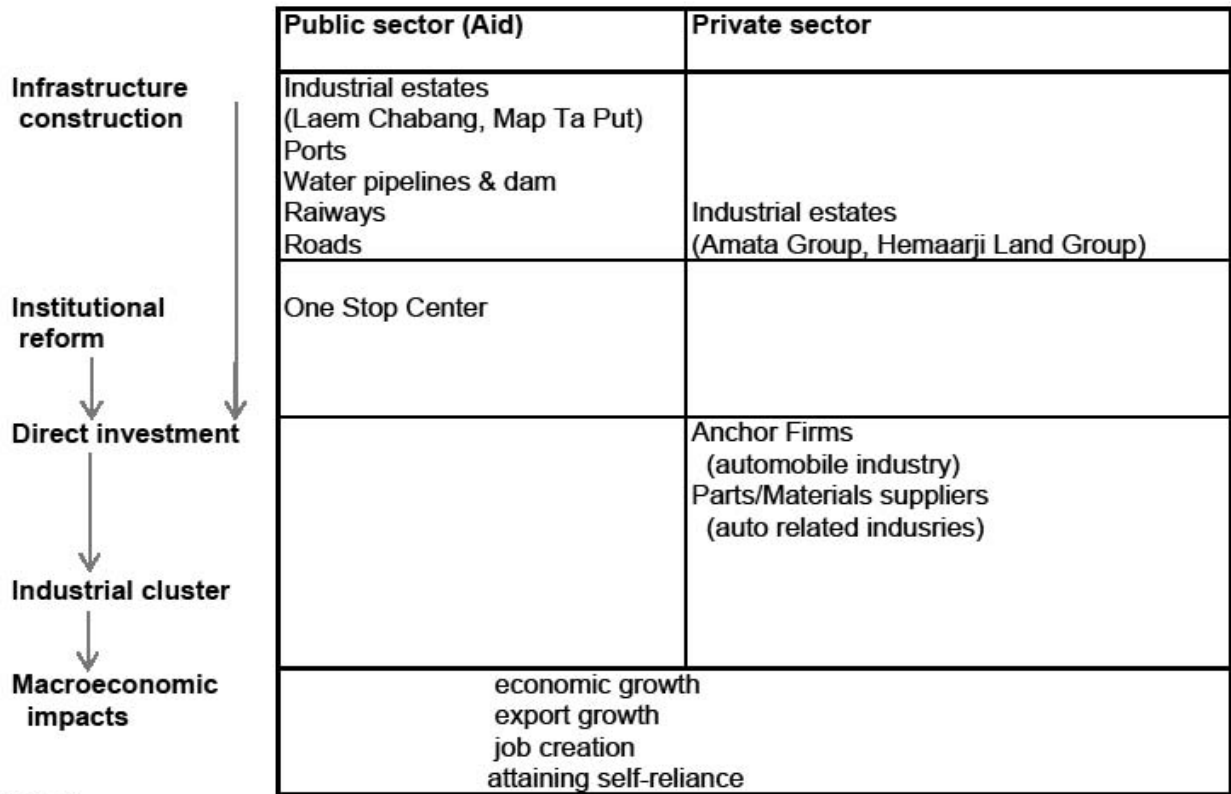 Public sector (Aid)
Private sector
Infrastructure
construction
Industrial estates
(Laem Chabang, Map Ta Put)
Ports
Water pipelines & dam
Raiways
Roads
Industrial estates
(Amata Group, Hemaarji Land Group)
Institutional
reform
One Stop Center
Direct investment
Anchor Firms
(automobile industry)
Parts/Materials suppliers
(auto related indusries)
Industrial cluster
Macroeconomic
impacts
economic growth
export growth
job creation
attaining self-reliance